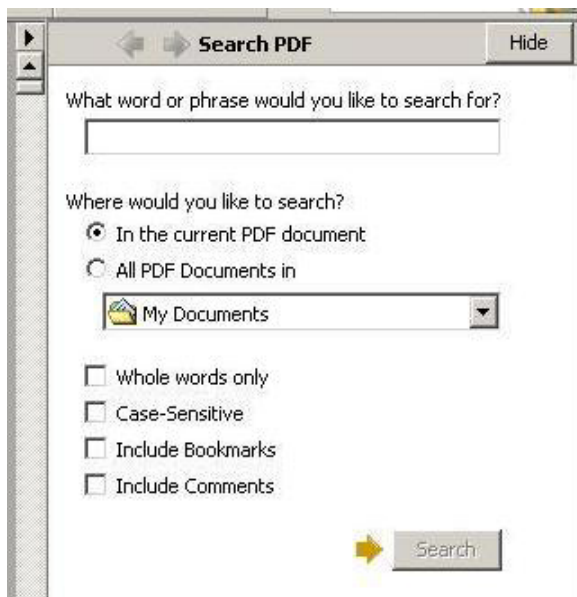 Search PDF
Hide
What word or phrase would you like to search for?
Where would you like to search?
In the current PDF document
All PDF Documents in
My Documents
Whole words only
Case-Sensitive
Include Bookmarks
Include Comments
Search